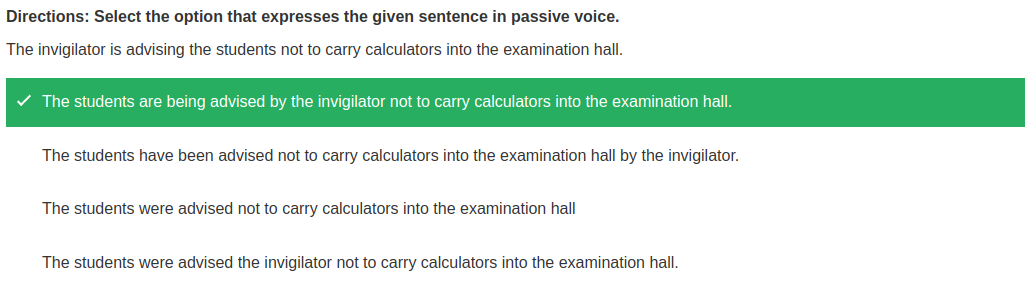 Directions: Select the option that expresses the given sentence in passive voice.
The invigilator is advising the students not to carry calculators into the examination hall.
The students are being advised by the invigilator not to carry calculators into the examination hall.
The students have been advised not to carry calculators into the examination hall by the invigilator.
The students were advised not to carry calculators into the examination hall
The students were advised the invigilator not to carry calculators into the examination hall.